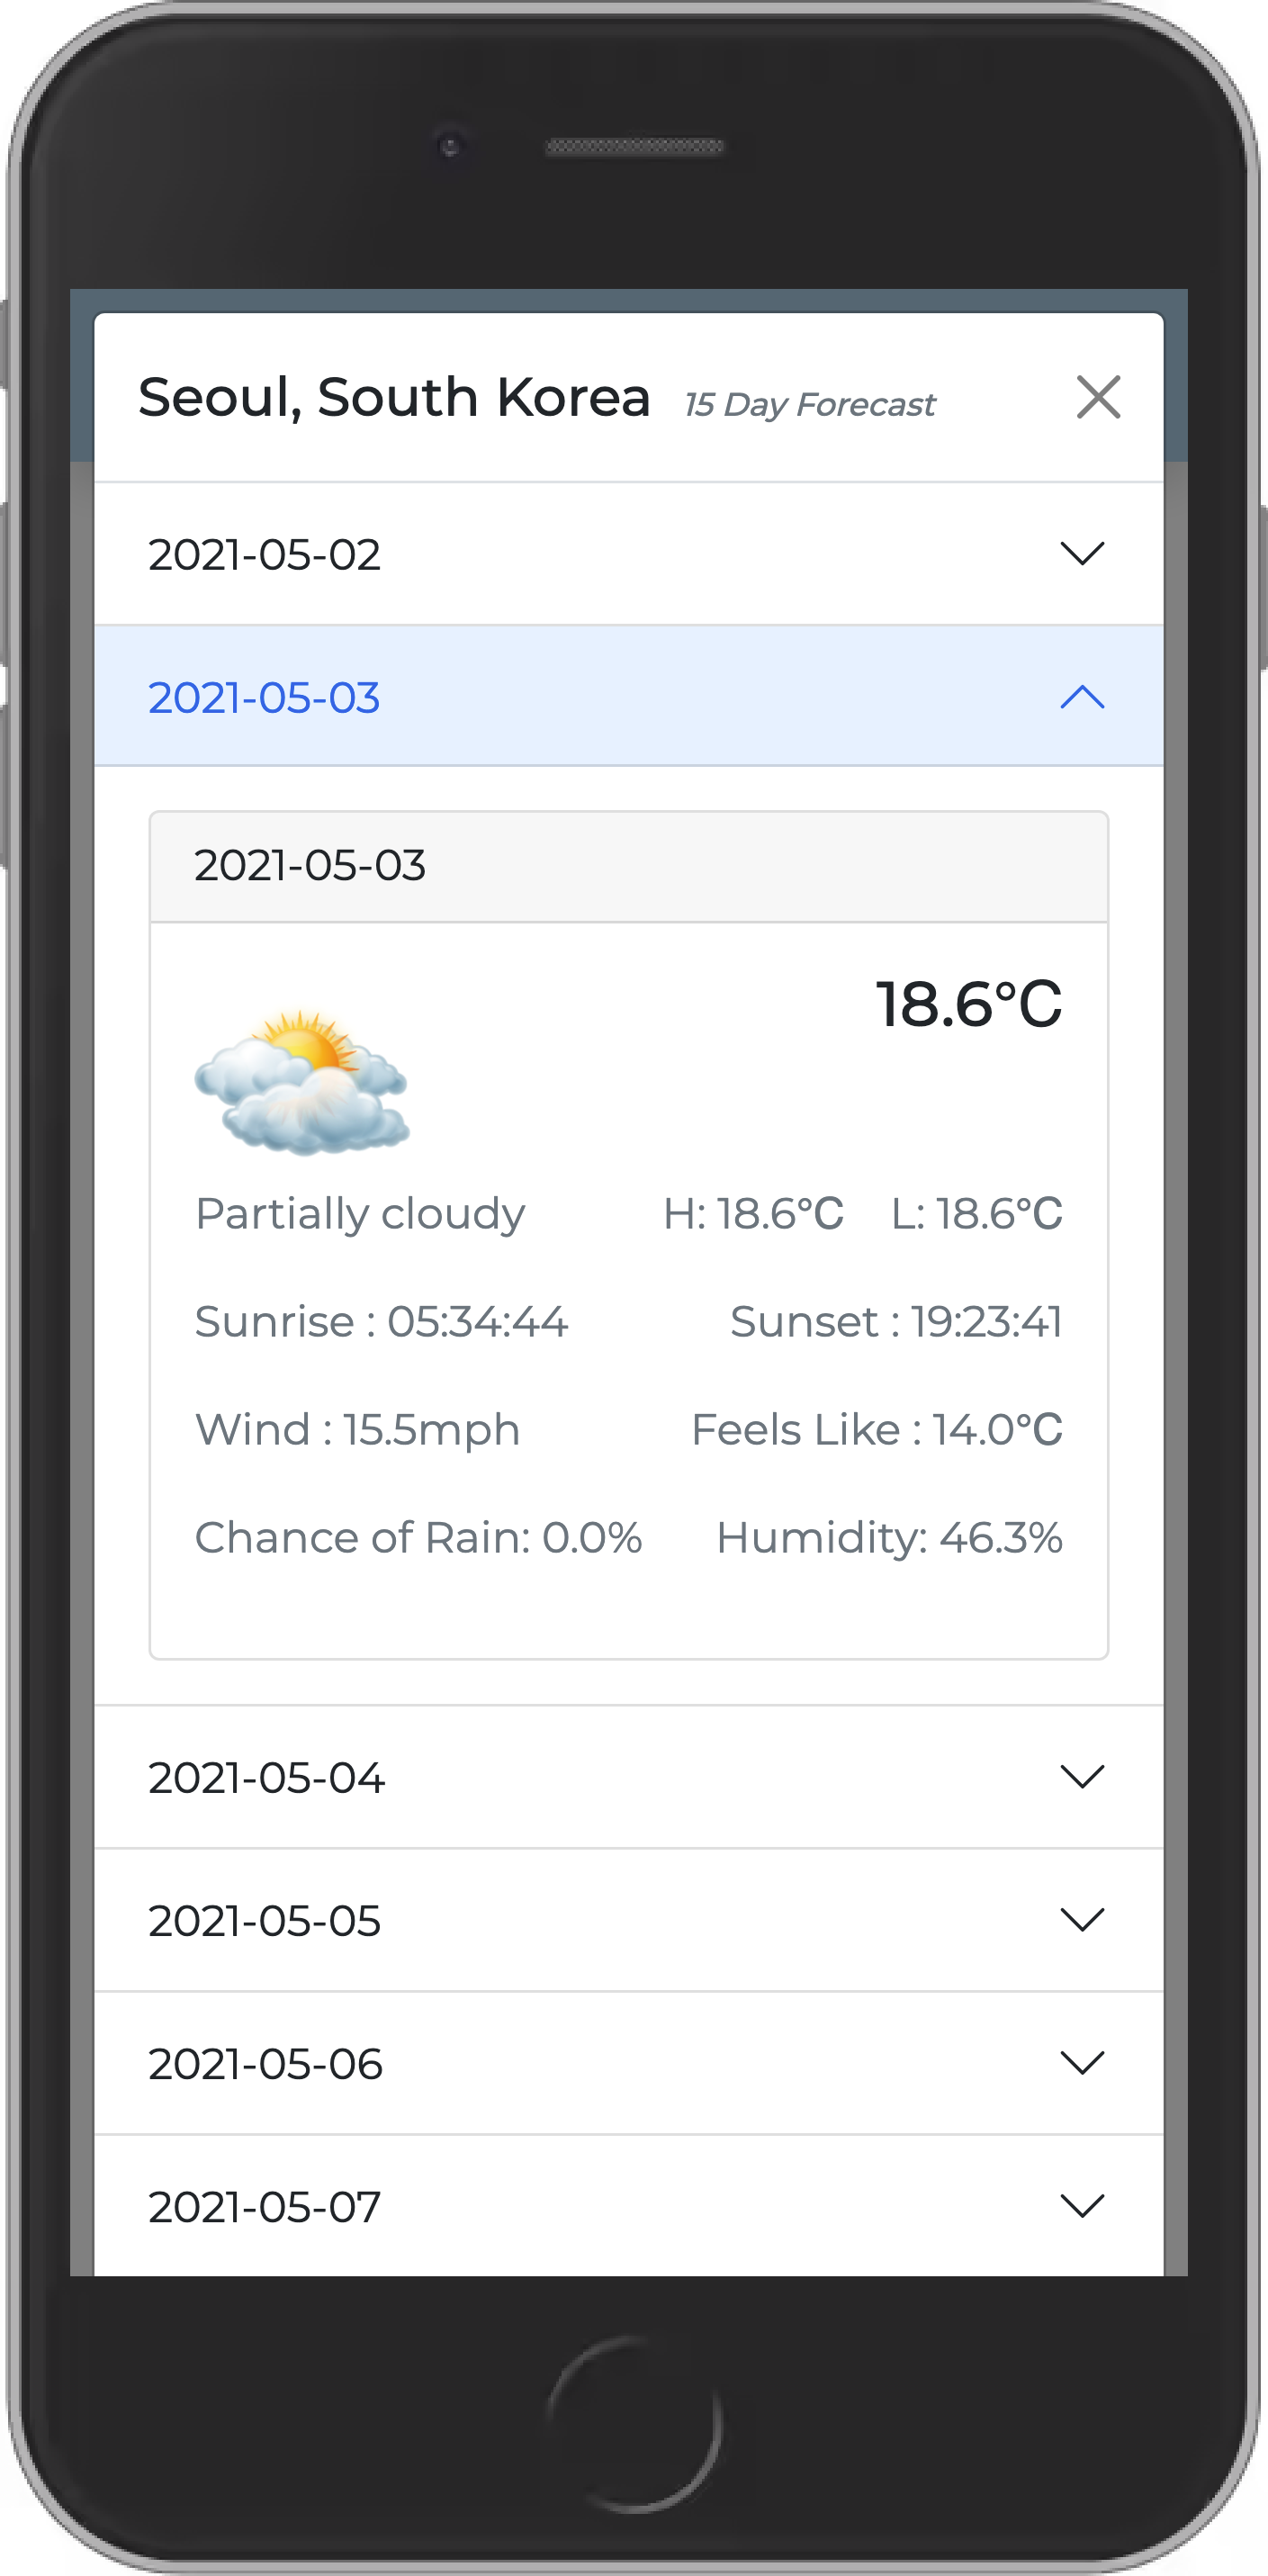 Seoul, South Korea 15 Day Forecast
2021-05-02
2021-05-03
2021-05-03
18.6°C
Partially cloudy H: 18.6°C L: 18.6°C
Sunrise : 05:34:44 Sunset : 19:23:41
Wind : 15.5mph Feels Like : 14.0°C
Chance of Rain: 0.0% Humidity: 46.3%
2021-05-04
2021-05-05
2021-05-06
2021-05-07